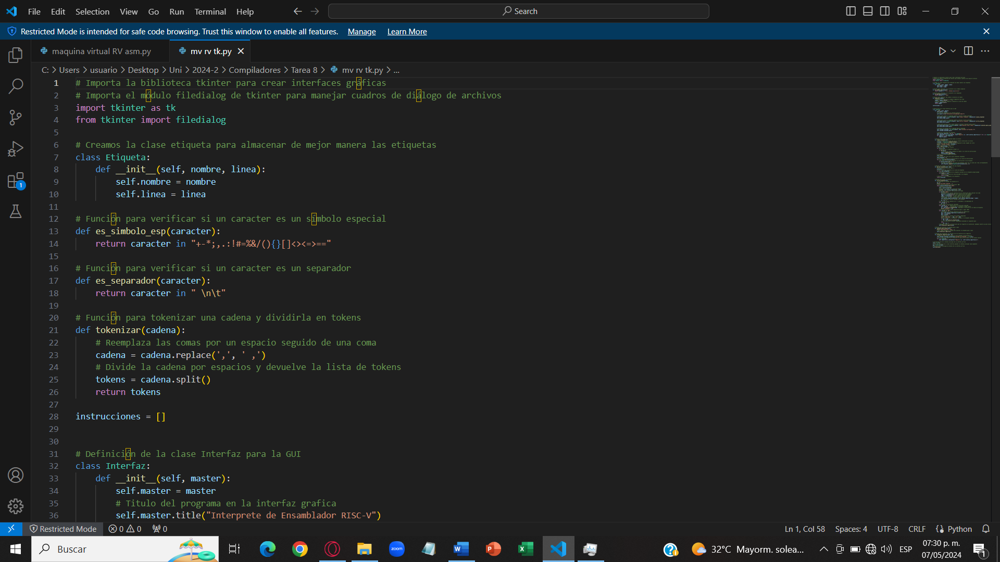 File Edit Selection View Go Run Terminal Help Search
Restricted Mode is intended for safe code browsing. Trust this window to enable all features. Manage Learn More
maquina virtual RV asm.py mv rv tk.py
C: > Users > usuario > Desktop > Uni > 2024-2 > Compiladores > Tarea 8 > mv rv tk.py > ...
1 # Importa la biblioteca tkinter para crear interfaces gráficas
2 # Importa el módulo filedialog de tkinter para manejar cuadros de diálogo de archivos
3 import tkinter as tk
4 from tkinter import filedialog
5
6 # Creamos la clase etiqueta para almacenar de mejor manera las etiquetas
7 class Etiqueta:
8     def __init__(self, nombre, linea):
9         self.nombre = nombre
10         self.linea = linea
11
12 # Función para verificar si un caracter es un símbolo especial
13 def es_simbolo_esp(caracter):
14     return caracter in "+-*;,.:!#=%&/(){}[]<><=>=="
15
16 # Función para verificar si un caracter es un separador
17 def es_separador(caracter):
18     return caracter in " \n\t"
19
20 # Función para tokenizar una cadena y dividirla en tokens
21 def tokenizar(cadena):
22     # Reemplaza las comas por un espacio seguido de una coma
23     cadena = cadena.replace(',', ' ,')
24     # Divide la cadena por espacios y devuelve la lista de tokens
25     tokens = cadena.split()
26     return tokens
27
28 instrucciones = []
29
30
31 # Definición de la clase Interfaz para la GUI
32 class Interfaz:
33     def __init__(self, master):
34         self.master = master
35         # Titulo del programa en la interfaz grafica
36         self.master.title("Interprete de Ensamblador RISC-V")
Restricted Mode 0 0 0 Ln 1, Col 58 Spaces: 4 UTF-8 CRLF Python
Buscar zoom 32°C Mayorm. solea... ESP 07:30 p. m.
07/05/2024 1